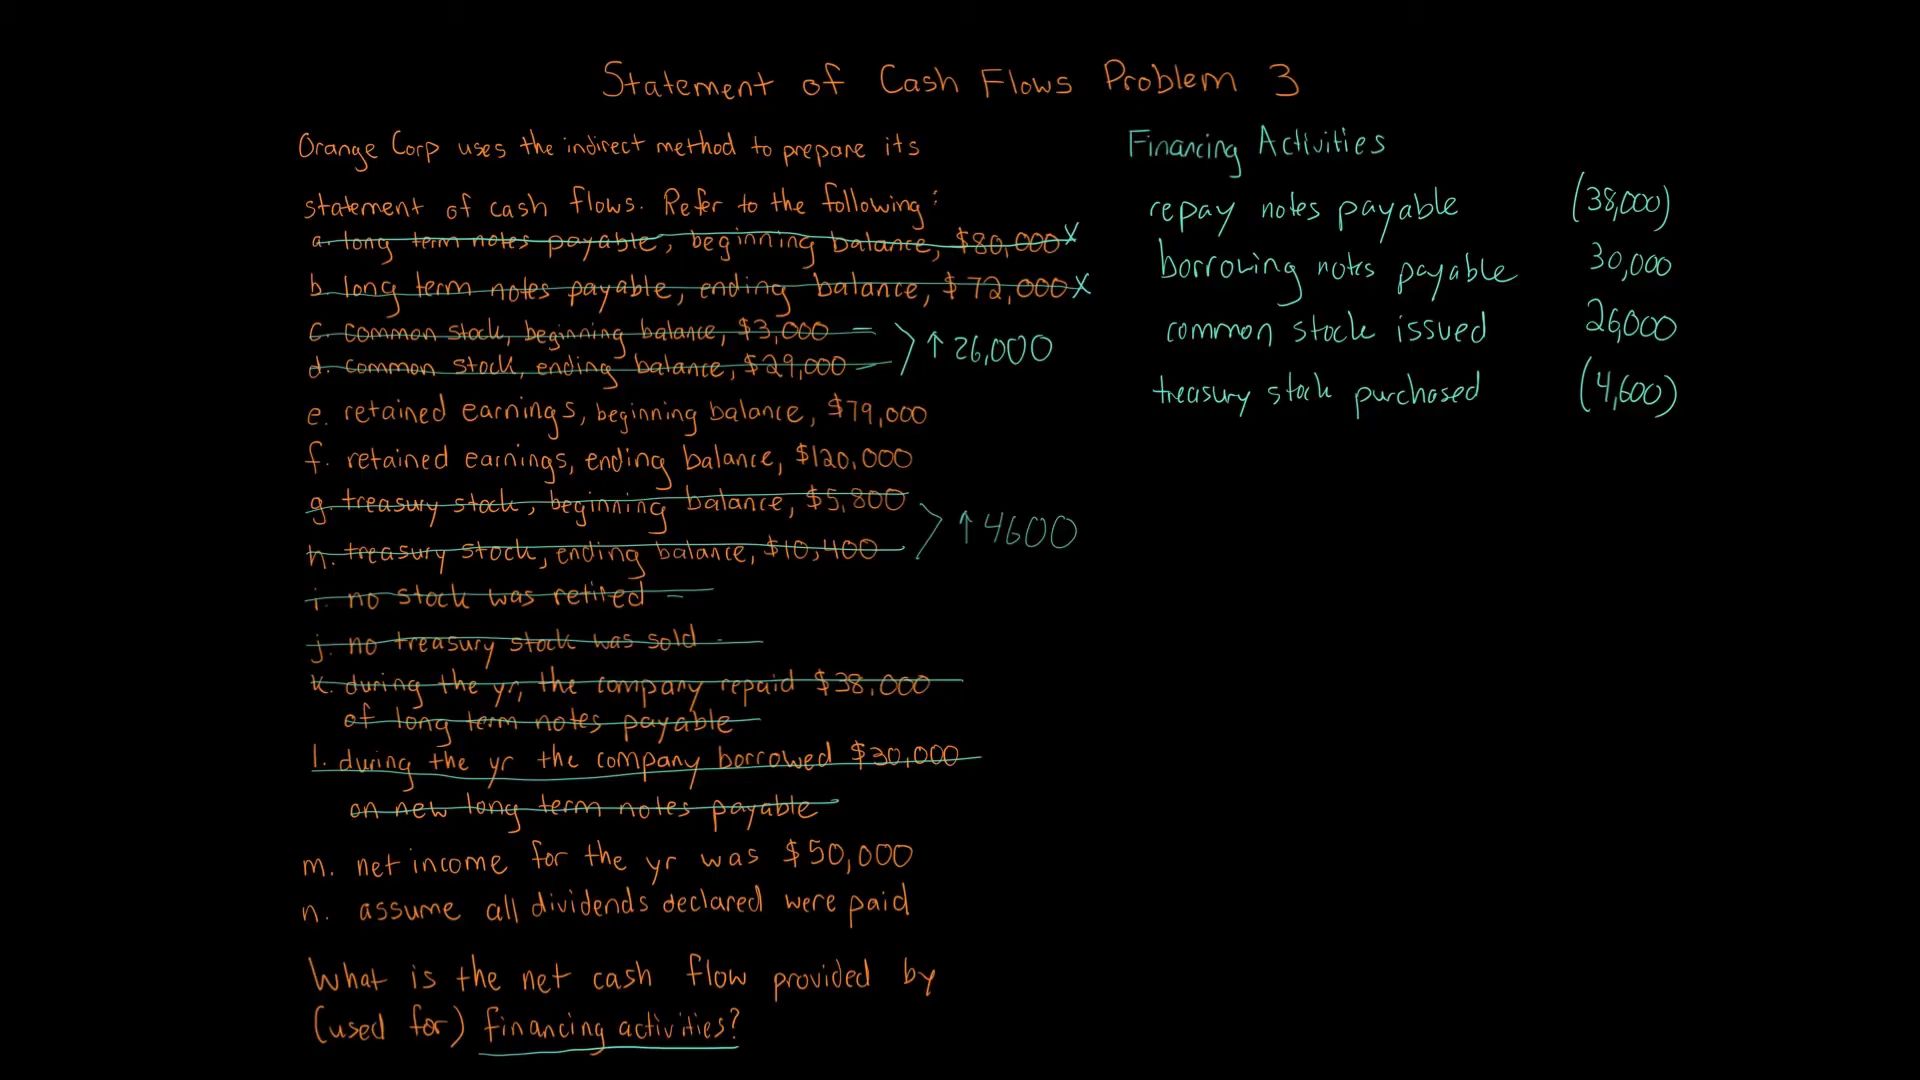 Statement of Cash Flows Problem 3
Orange Corp uses the indirect method to prepare its
statement of cash flows. Refer to the following:
a. long term notes payable, beginning balance, $80,000 x
b. long term notes payable, ending balance, $72,000 x
c. common stock, beginning balance, $3,000
d. common stock, ending balance, $29,000
↑ 26,000
e. retained earnings, beginning balance, $79,000
f. retained earnings, ending balance, $120,000
g. treasury stock, beginning balance, $5,800
h. treasury stock, ending balance, $10,400
↑ 4600
i. no stock was retired
j. no treasury stock was sold
k. during the yr, the company repaid $38,000
of long term notes payable
l. during the yr the company borrowed $30,000
on new long term notes payable
m. net income for the yr was $50,000
n. assume all dividends declared were paid
What is the net cash flow provided by
(used for) financing activities?
Financing Activities
repay notes payable (38,000)
borrowing notes payable 30,000
common stock issued 26,000
treasury stock purchased (4,600)